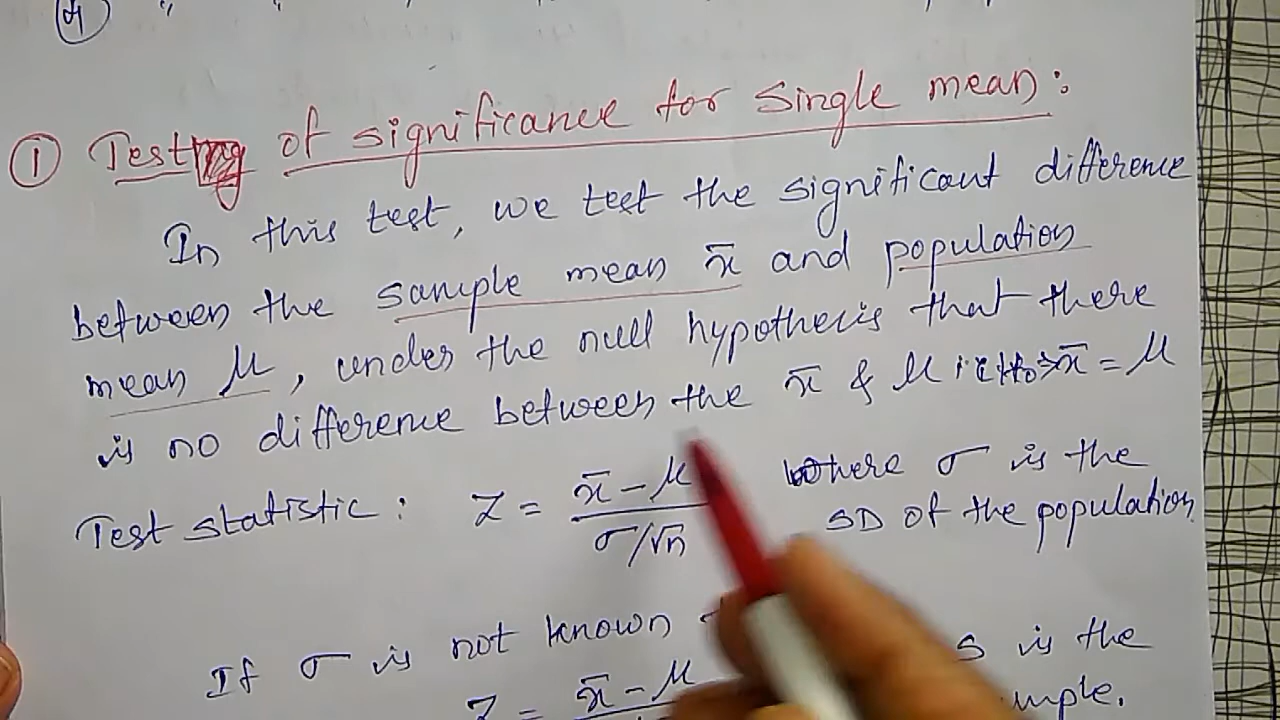 4 " " " "
① Test of significance for single mean:
In this test, we test the significant difference
between the sample mean x̄ and population
mean μ, under the null hypothesis that there
is no difference between the x̄ & μ i.e H₀: x̄ = μ
Test statistic: Z = (x̄ - μ) / (σ/√n) where σ is the
SD of the population.
If σ is not known s is the
Z = x̄ - μ